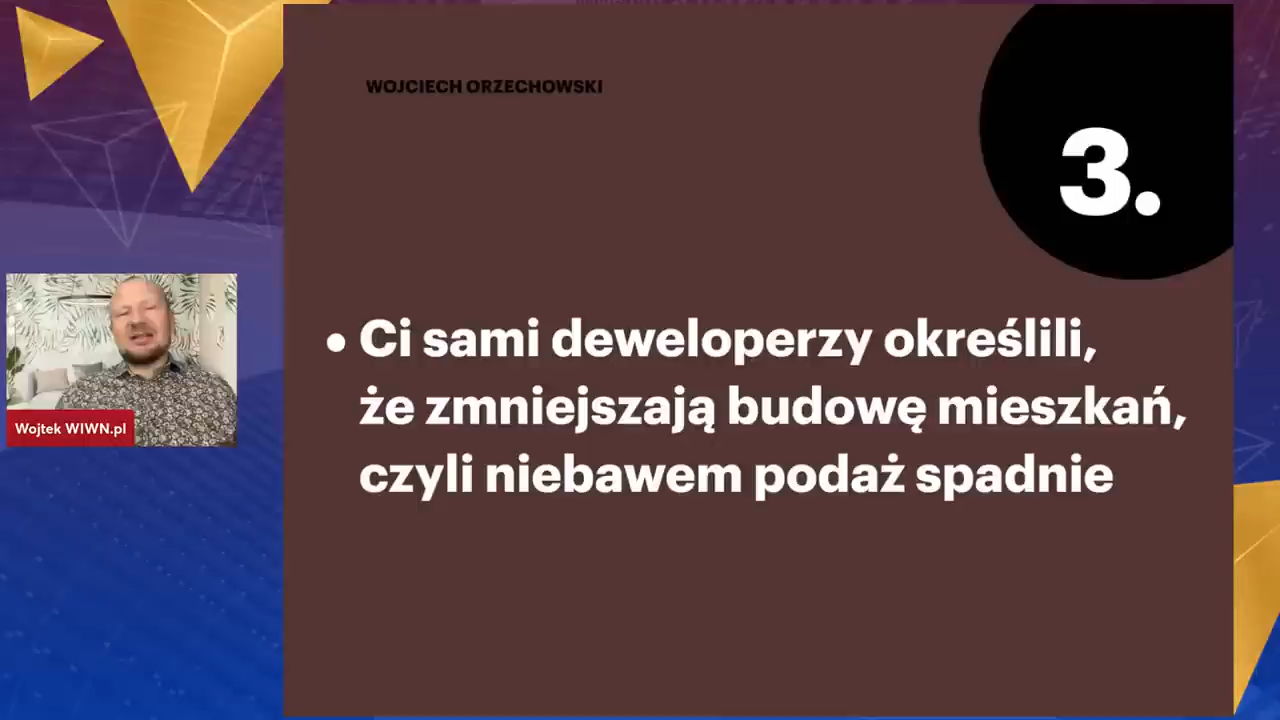 WOJCIECH ORZECHOWSKI
3.
• Ci sami deweloperzy określili,
że zmniejszają budowę mieszkań,
czyli niebawem podaż spadnie
Wojtek WIWN.pl